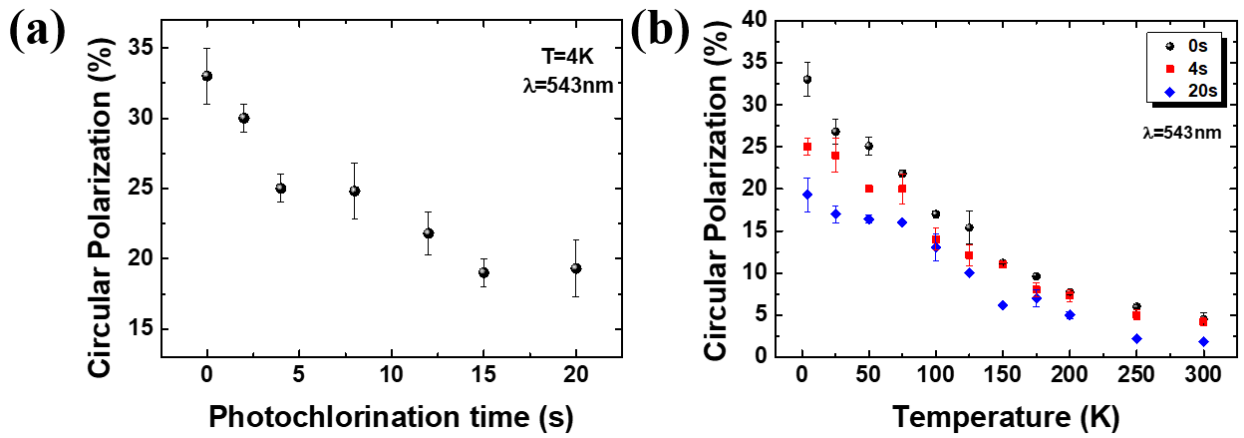 (a)
Circular Polarization (%)
35
30
25
20
15
T=4K
λ=543nm
0 5 10 15 20
Photochlorination time (s)
(b)
Circular Polarization (%)
40
35
30
25
20
15
10
5
0
0s
4s
20s
λ=543nm
0 50 100 150 200 250 300
Temperature (K)